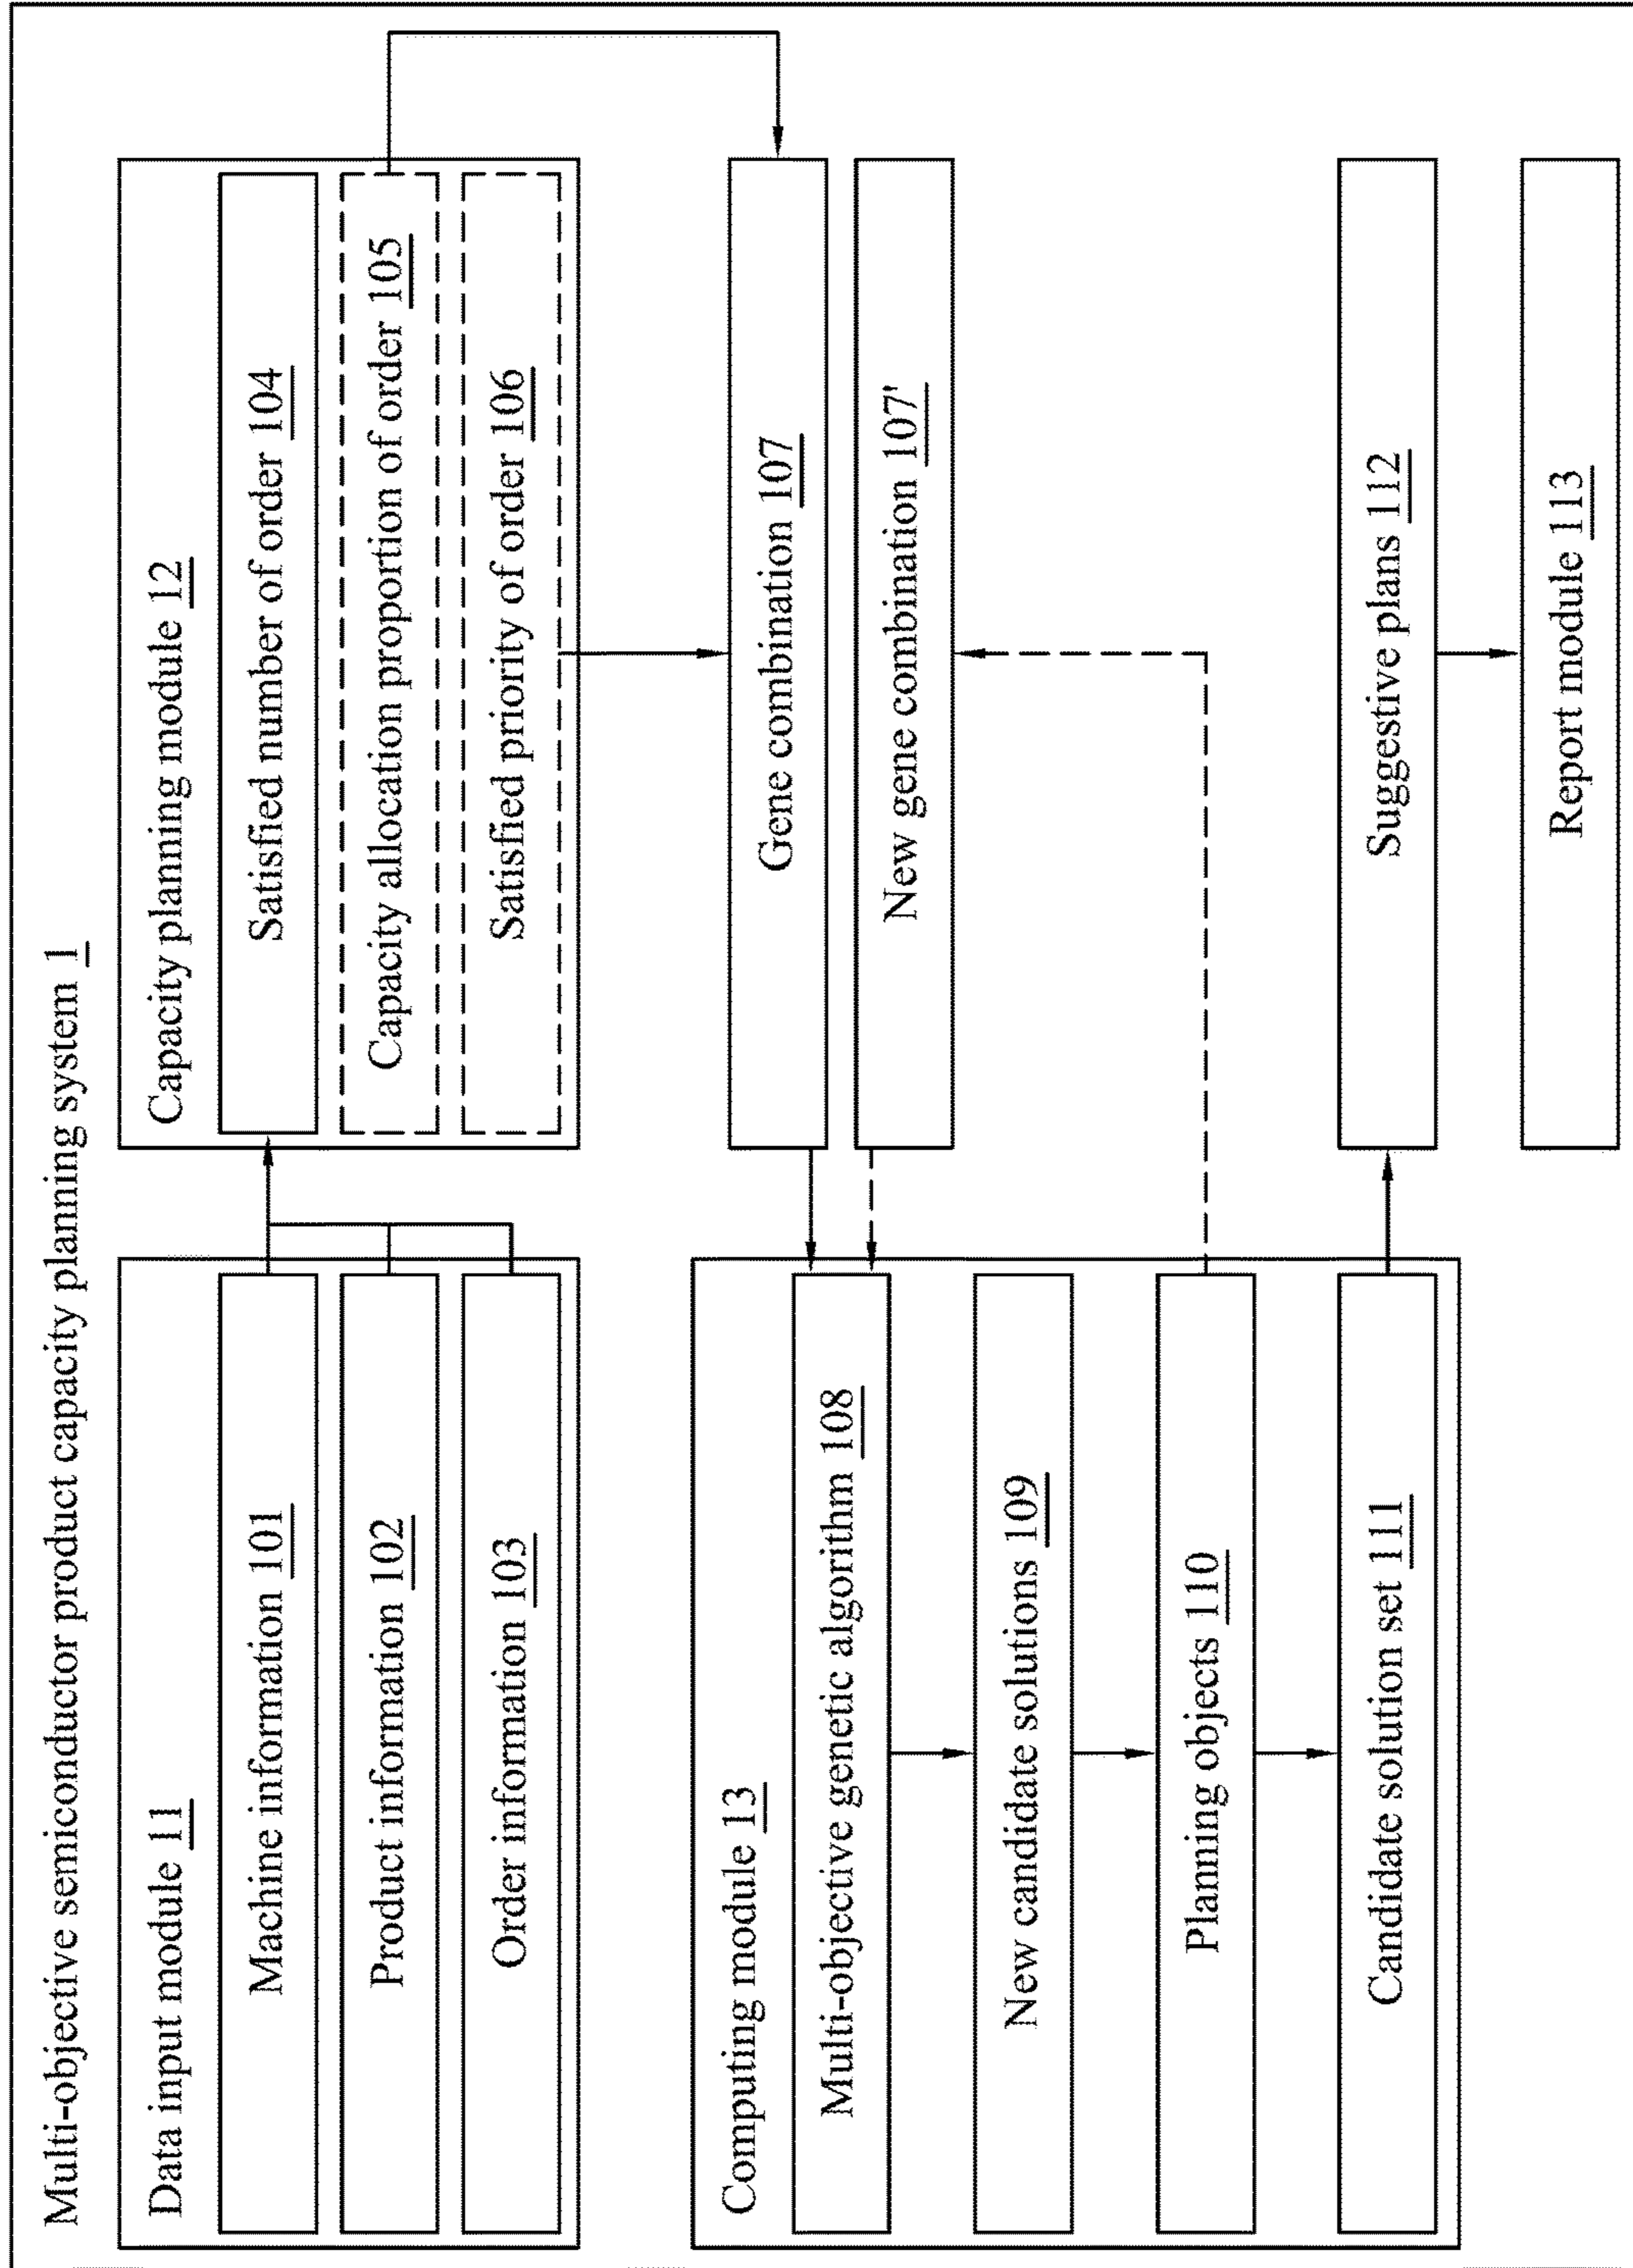 Multi-objective semiconductor product capacity planning system 1
Data input module 11
Machine information 101
Product information 102
Order information 103
Capacity planning module 12
Satisfied number of order 104
Capacity allocation proportion of order 105
Satisfied priority of order 106
Computing module 13
Multi-objective genetic algorithm 108
New candidate solutions 109
Planning objects 110
Candidate solution set 111
Gene combination 107
New gene combination 107'
Suggestive plans 112
Report module 113